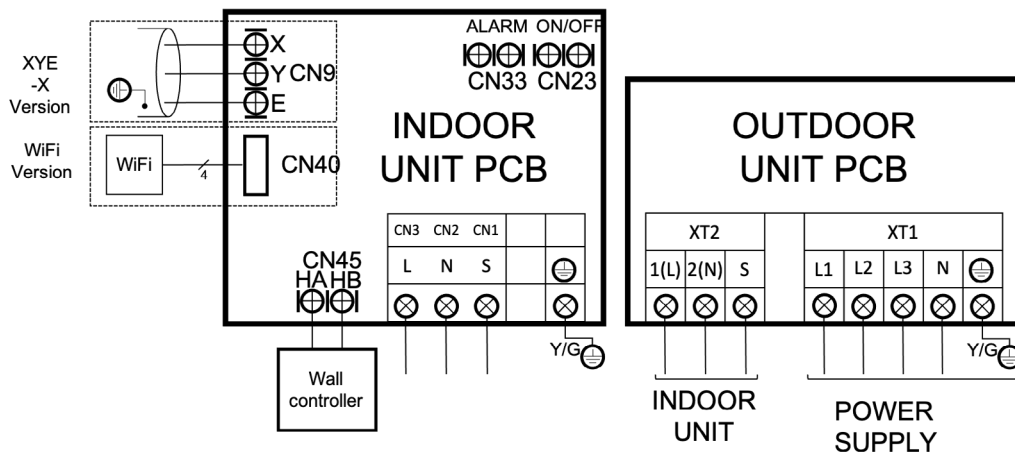 XYE
-X
Version
X
Y CN9
E
WiFi
Version
WiFi
4
CN40
ALARM ON/OFF
CN33 CN23
INDOOR
UNIT PCB
CN3 CN2 CN1
L N S
CN45
HA HB
Wall
controller
Y/G
OUTDOOR
UNIT PCB
XT2 XT1
1(L) 2(N) S L1 L2 L3 N
Y/G
INDOOR
UNIT
POWER
SUPPLY